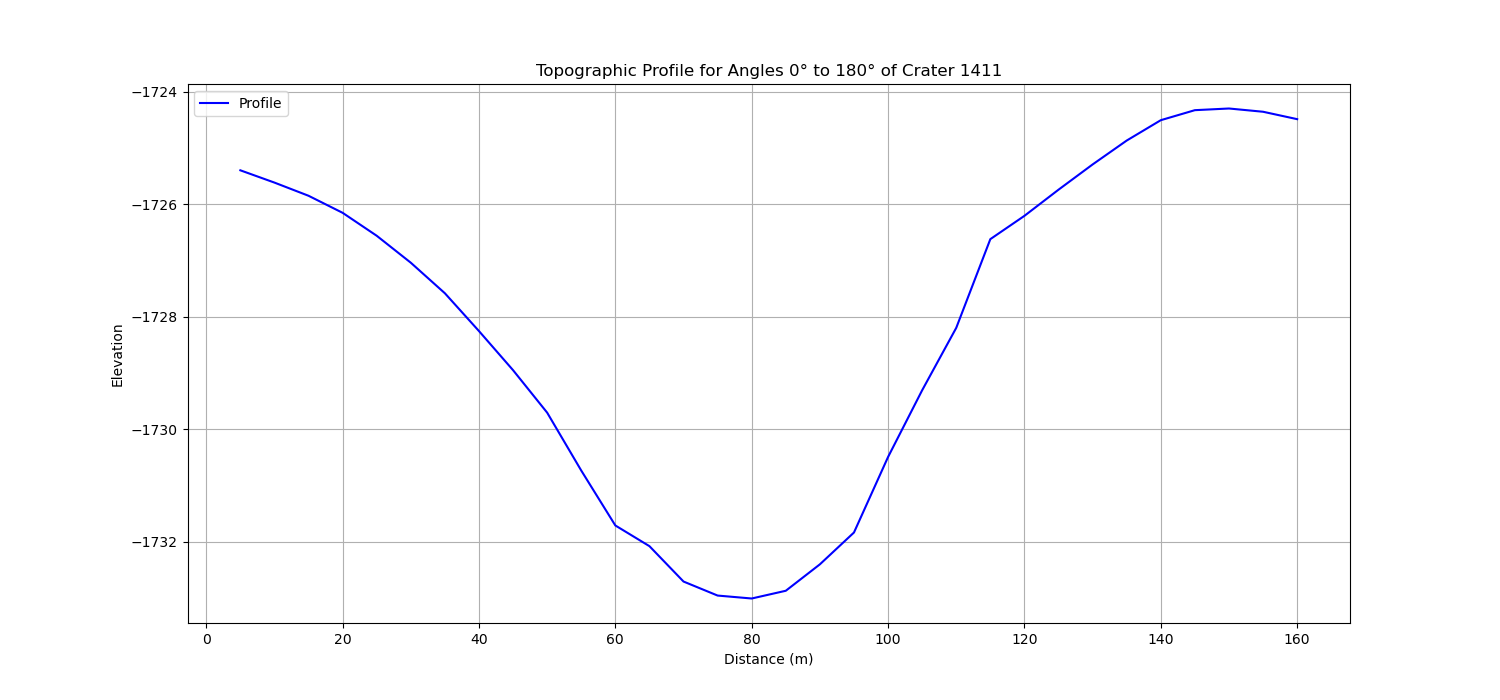 Topographic Profile for Angles 0° to 180° of Crater 1411
Profile
−1724
−1726
−1728
−1730
−1732
Elevation
0 20 40 60 80 100 120 140 160
Distance (m)